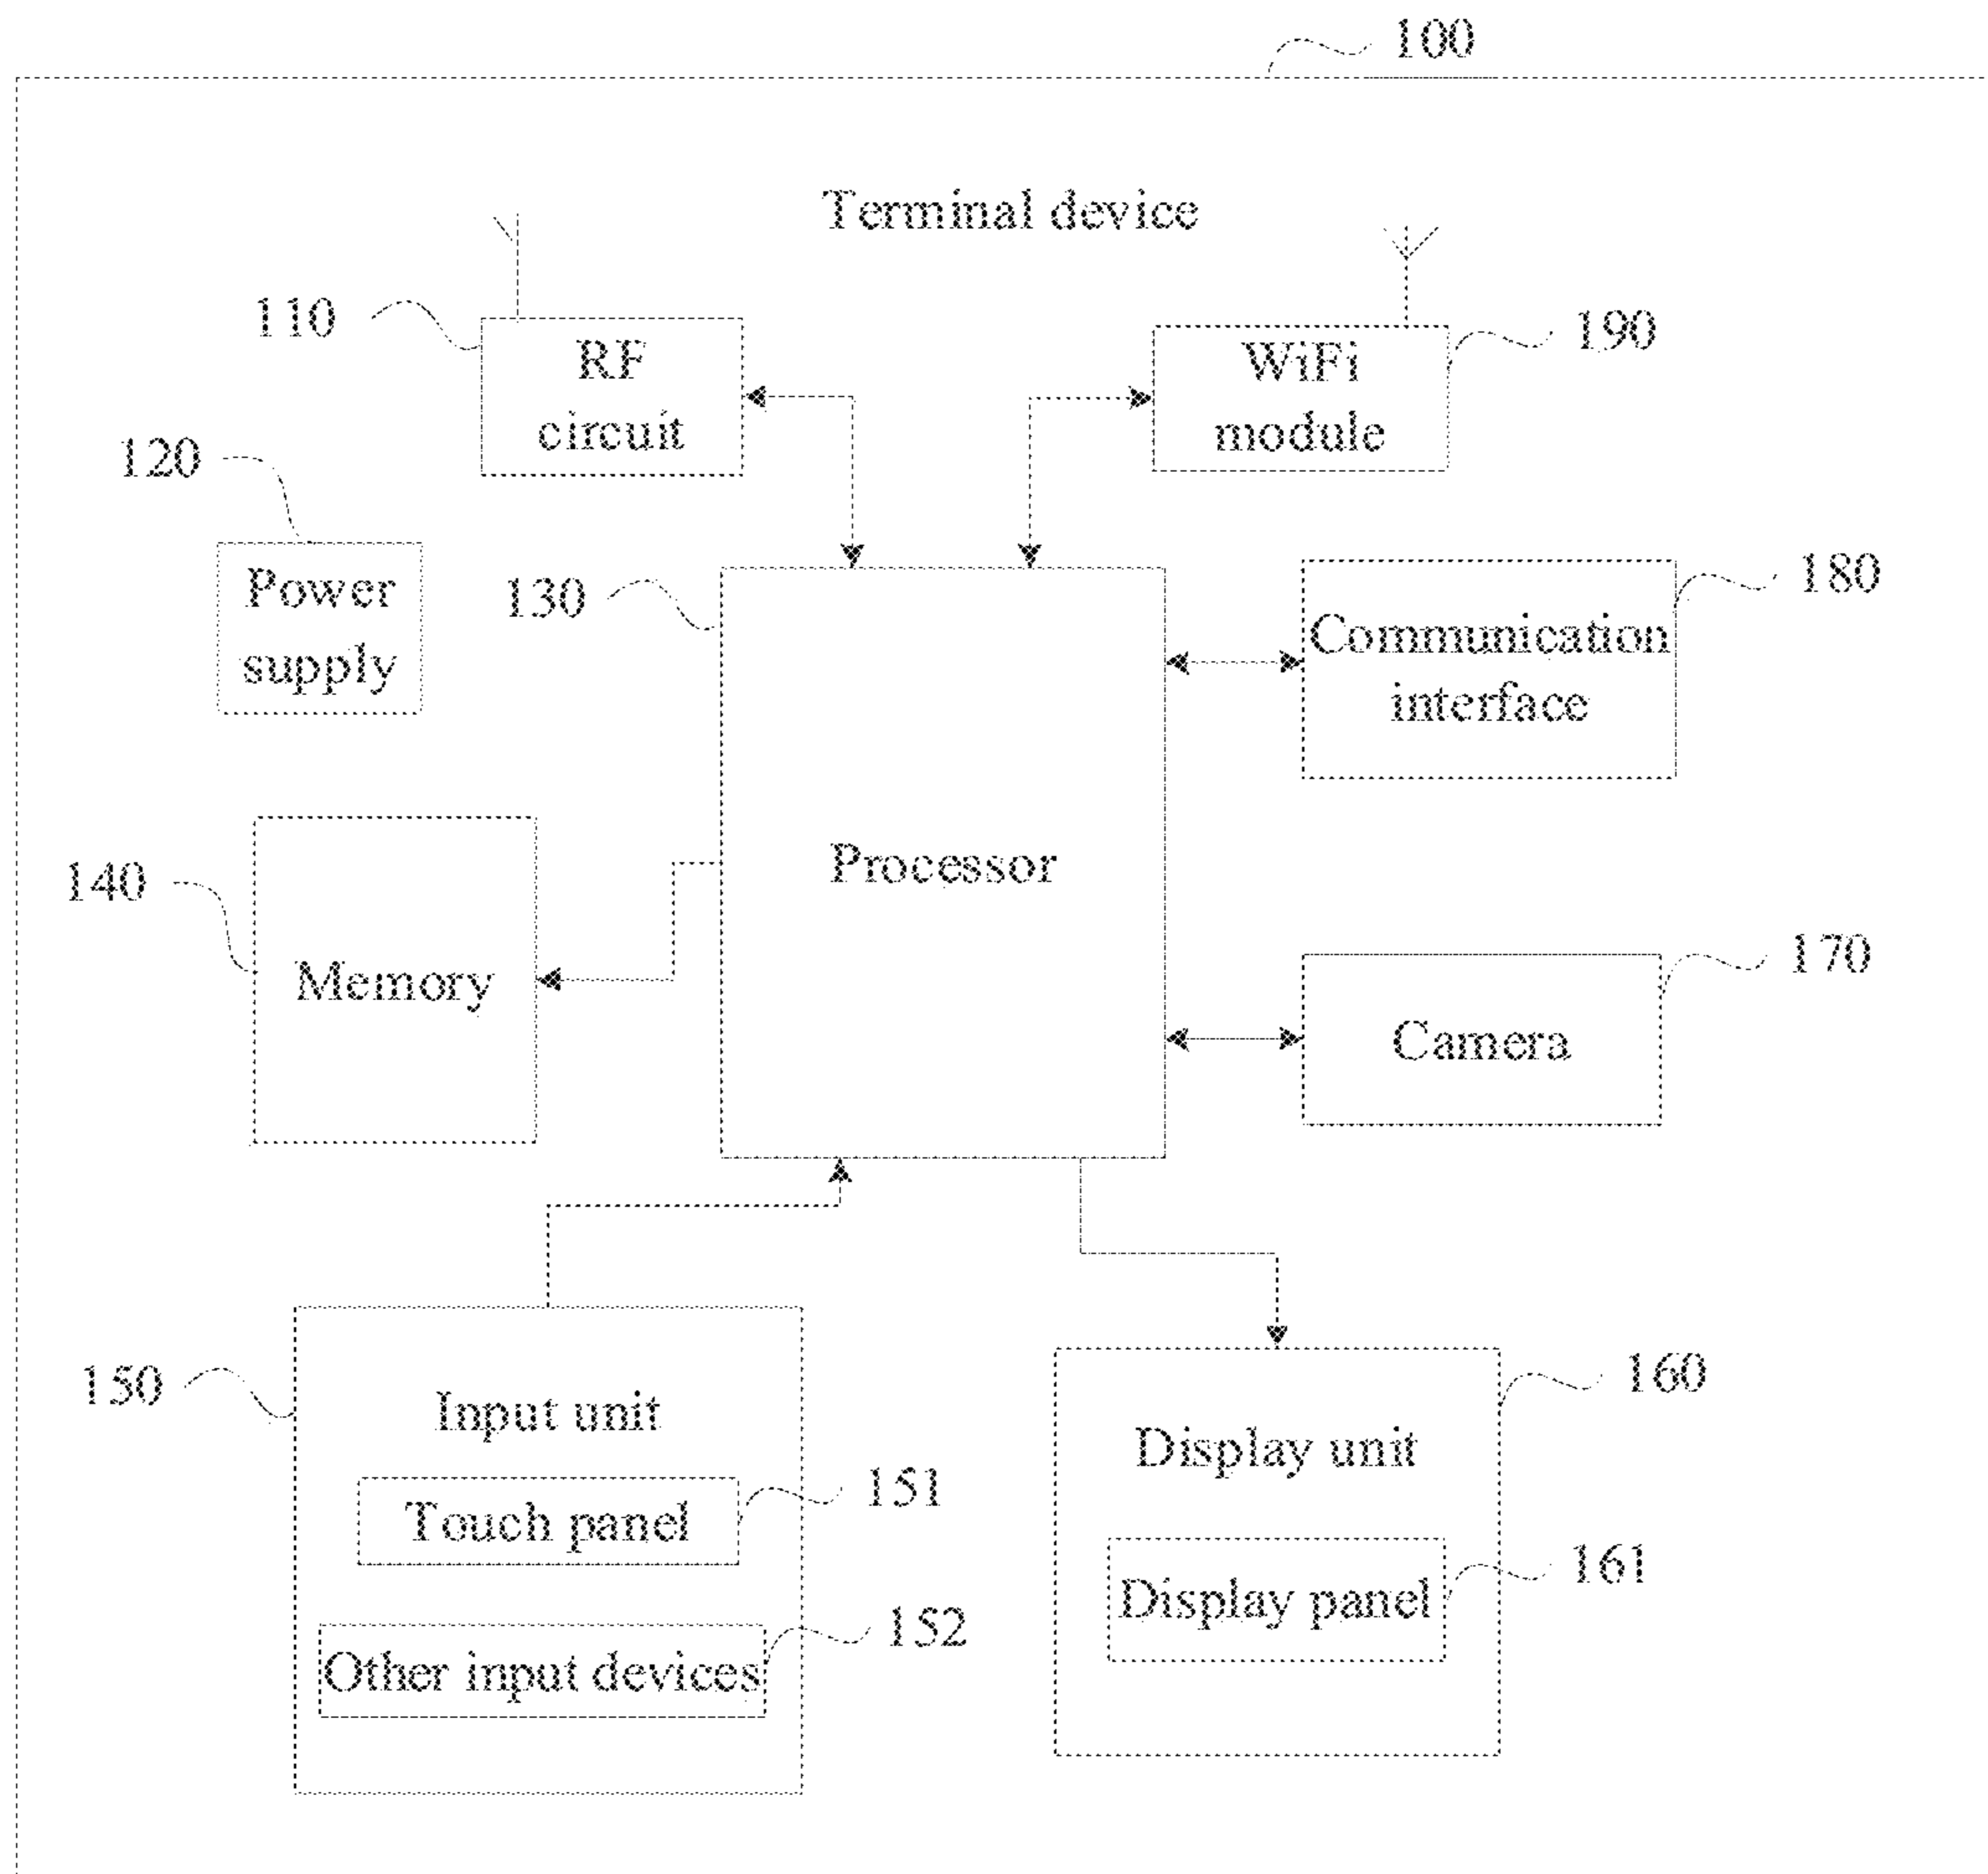 100
Terminal device
110
RF
circuit
WiFi
module
190
120
Power
supply
130
Processor
Communication
interface
180
140
Memory
170
Camera
150
Input unit
Touch panel
151
Other input devices
152
160
Display unit
Display panel
161